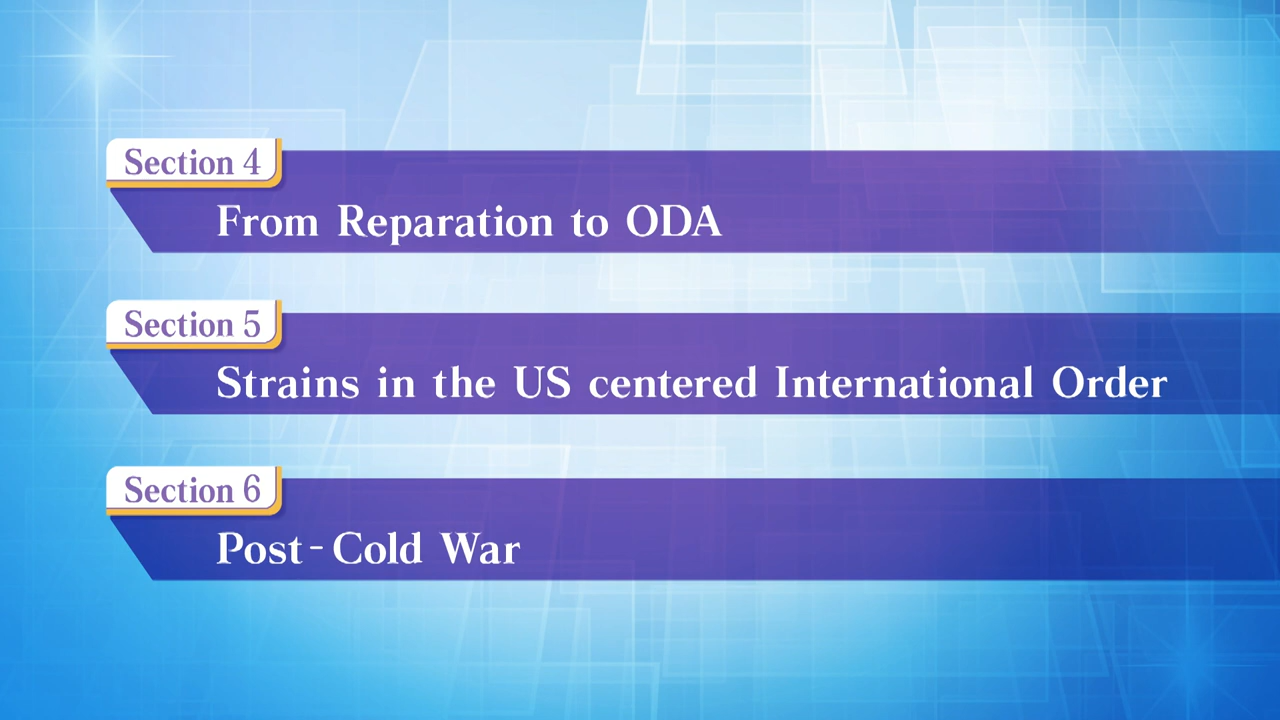 Section 4
From Reparation to ODA
Section 5
Strains in the US centered International Order
Section 6
Post-Cold War